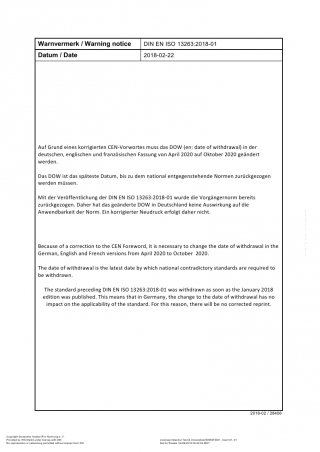 Warnvermerk / Warning notice DIN EN ISO 13263:2018-01
Datum / Date 2018-02-22
Auf Grund eines korrigierten CEN-Vorwortes muss das DOW (en: date of withdrawal) in der
deutschen, englischen und französischen Fassung von April 2020 auf Oktober 2020 geändert
werden.
Das DOW ist das späteste Datum, bis zu dem national entgegenstehende Normen zurückgezogen
werden müssen.
Mit der Veröffentlichung der DIN EN ISO 13263:2018-01 wurde die Vorgängernorm bereits
zurückgezogen. Daher hat das geänderte DOW in Deutschland keine Auswirkung auf die
Anwendbarkeit der Norm. Ein korrigierter Neudruck erfolgt daher nicht.
Because of a correction to the CEN Foreword, it is necessary to change the date of withdrawal in the
German, English and French versions from April 2020 to October 2020.
The date of withdrawal is the latest date by which national contradictory standards are required to
be withdrawn.
The standard preceding DIN EN ISO 13263:2018-01 was withdrawn as soon as the January 2018
edition was published. This means that in Germany, the change to the date of withdrawal has no
impact on the applicability of the standard. For this reason, there will be no corrected reprint.
2018-02 / 28406